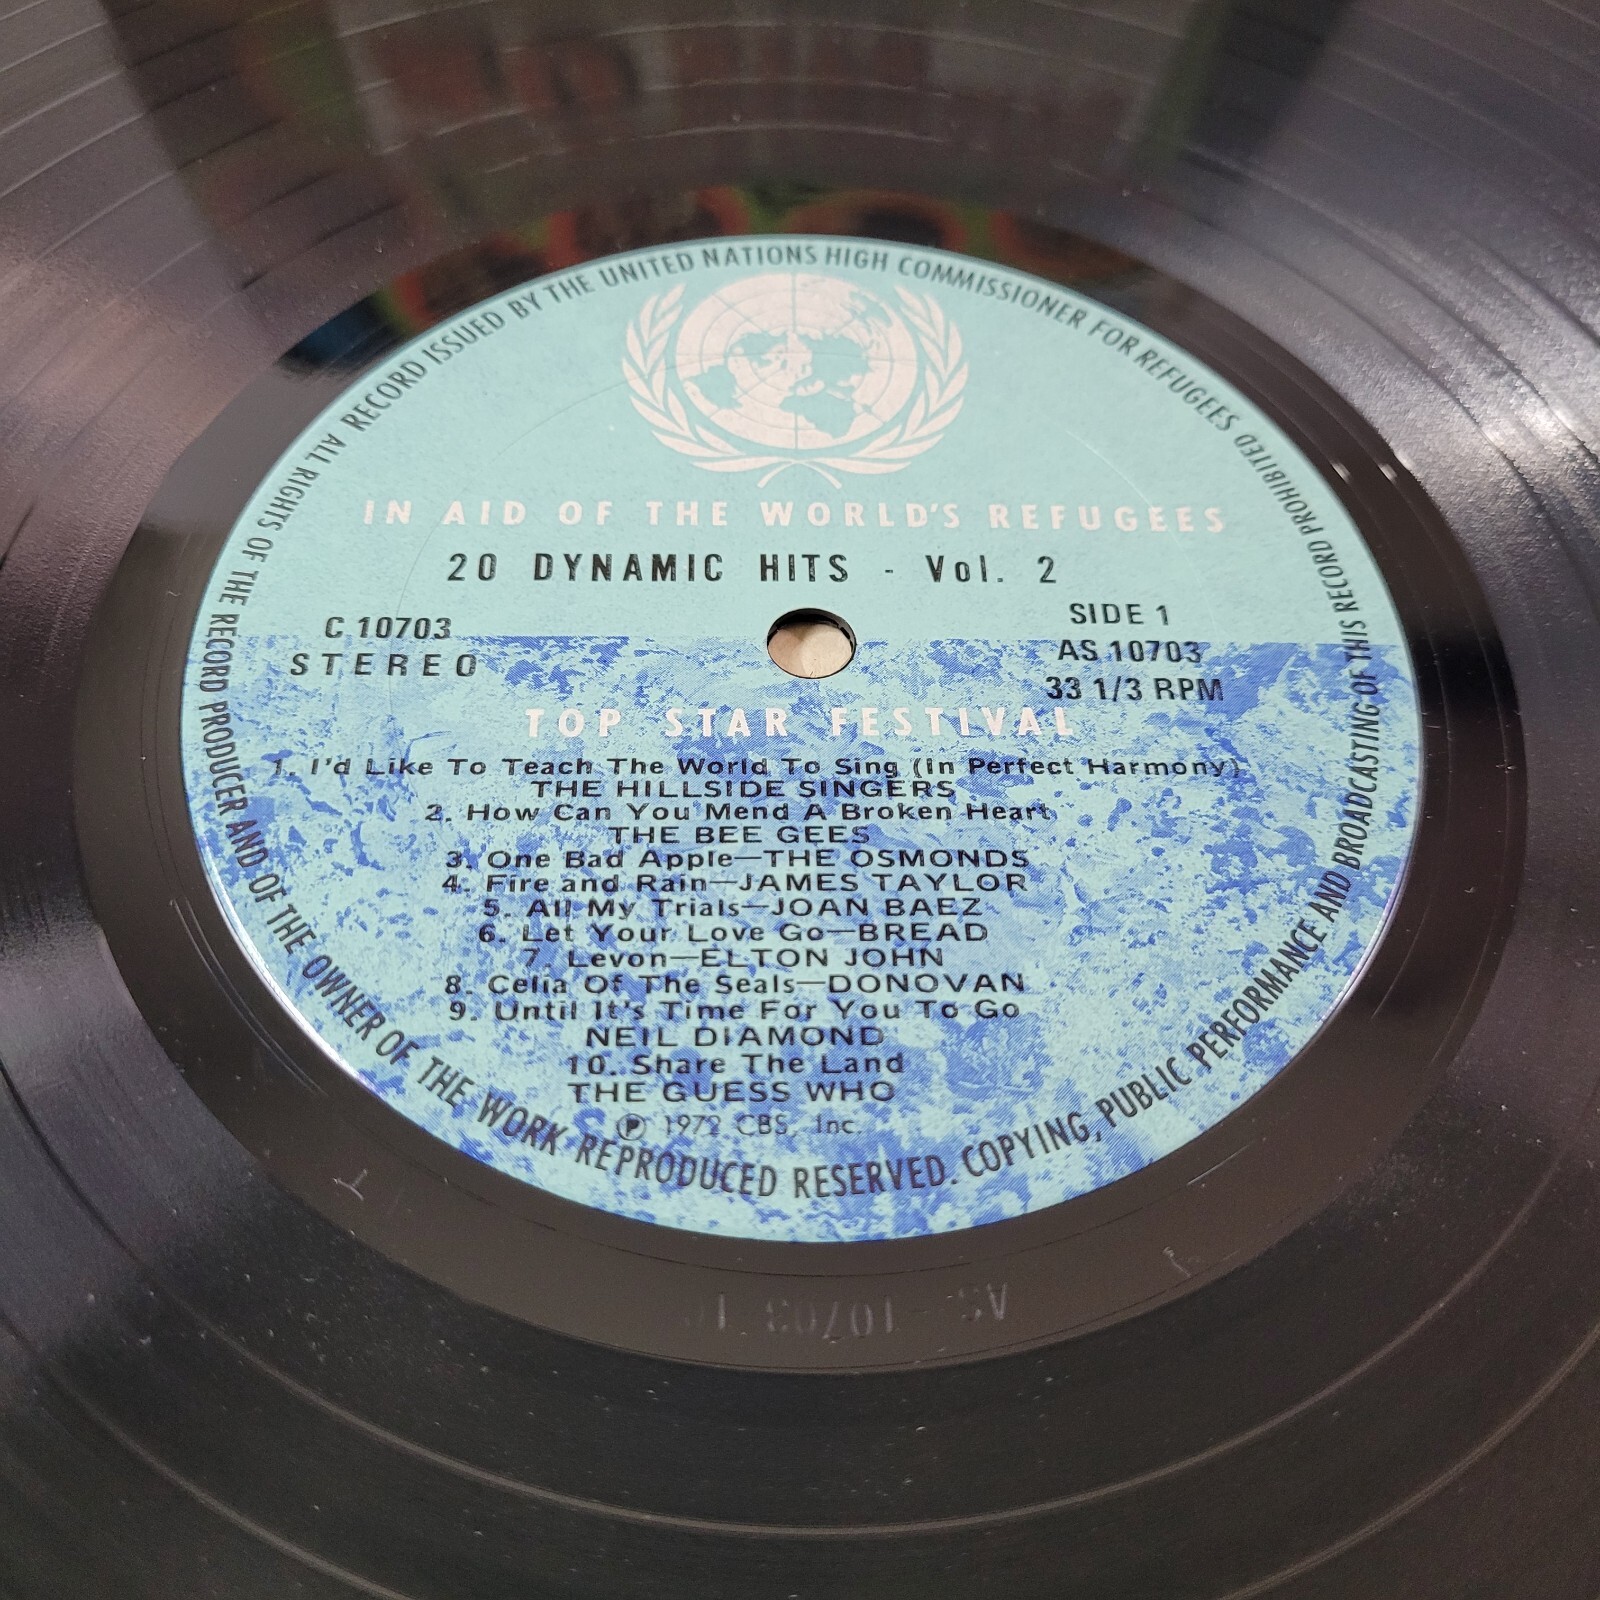 RECORD ISSUED BY THE UNITED NATIONS HIGH COMMISSIONER FOR REFUGEES
ALL RIGHTS OF THE RECORD PRODUCER AND OF THE OWNER OF THE WORK REPRODUCED RESERVED. COPYING, PUBLIC PERFORMANCE AND BROADCASTING OF THIS RECORD PROHIBITED
IN AID OF THE WORLD'S REFUGEES
20 DYNAMIC HITS - Vol. 2
C 10703
STEREO
SIDE 1
AS 10703
33 1/3 RPM
TOP STAR FESTIVAL
1. I'd Like To Teach The World To Sing (In Perfect Harmony)
THE HILLSIDE SINGERS
2. How Can You Mend A Broken Heart
THE BEE GEES
3. One Bad Apple—THE OSMONDS
4. Fire and Rain—JAMES TAYLOR
5. All My Trials—JOAN BAEZ
6. Let Your Love Go—BREAD
7. Levon—ELTON JOHN
8. Celia Of The Seals—DONOVAN
9. Until It's Time For You To Go
NEIL DIAMOND
10. Share The Land
THE GUESS WHO
Ⓟ 1972 CBS, Inc.
AS-10703